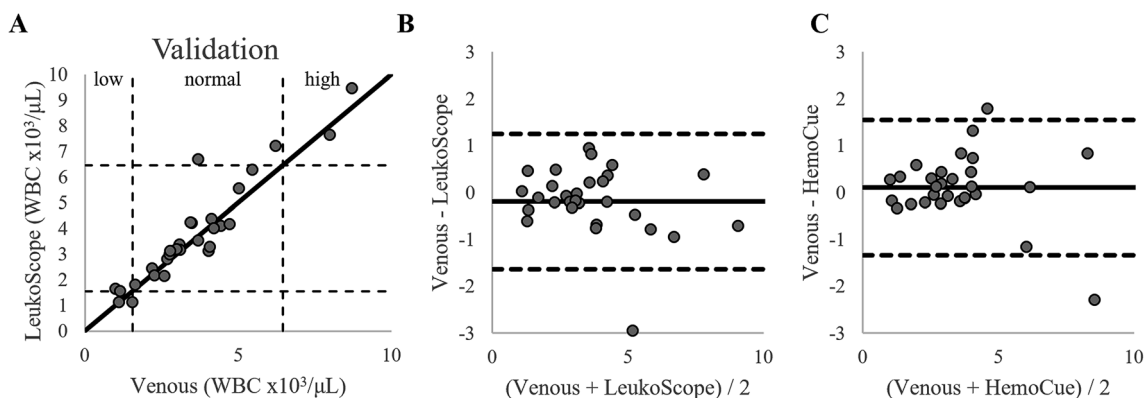 A
Validation
low
normal
high
10
9
8
7
6
5
4
3
2
1
0
0
5
10
LeukoScope (WBC x10³/μL)
Venous (WBC x10³/μL)
B
3
2
1
0
-1
-2
-3
0
5
10
Venous - LeukoScope
(Venous + LeukoScope) / 2
C
3
2
1
0
-1
-2
-3
0
5
10
Venous - HemoCue
(Venous + HemoCue) / 2